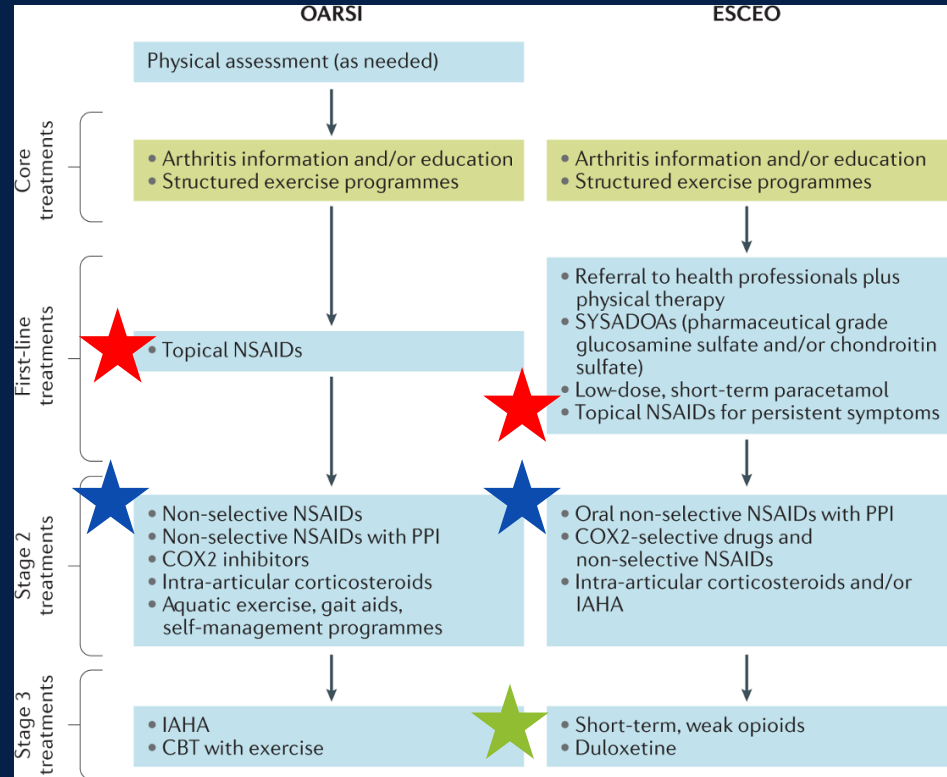 OARSI
ESCEO
Physical assessment (as needed)
Core
treatments
• Arthritis information and/or education
• Structured exercise programmes
• Arthritis information and/or education
• Structured exercise programmes
First-line
treatments
• Topical NSAIDs
• Referral to health professionals plus
physical therapy
• SYSADOAs (pharmaceutical grade
glucosamine sulfate and/or chondroitin
sulfate)
• Low-dose, short-term paracetamol
• Topical NSAIDs for persistent symptoms
Stage 2
treatments
• Non-selective NSAIDs
• Non-selective NSAIDs with PPI
• COX2 inhibitors
• Intra-articular corticosteroids
• Aquatic exercise, gait aids,
self-management programmes
• Oral non-selective NSAIDs with PPI
• COX2-selective drugs and
non-selective NSAIDs
• Intra-articular corticosteroids and/or
IAHA
Stage 3
treatments
• IAHA
• CBT with exercise
• Short-term, weak opioids
• Duloxetine